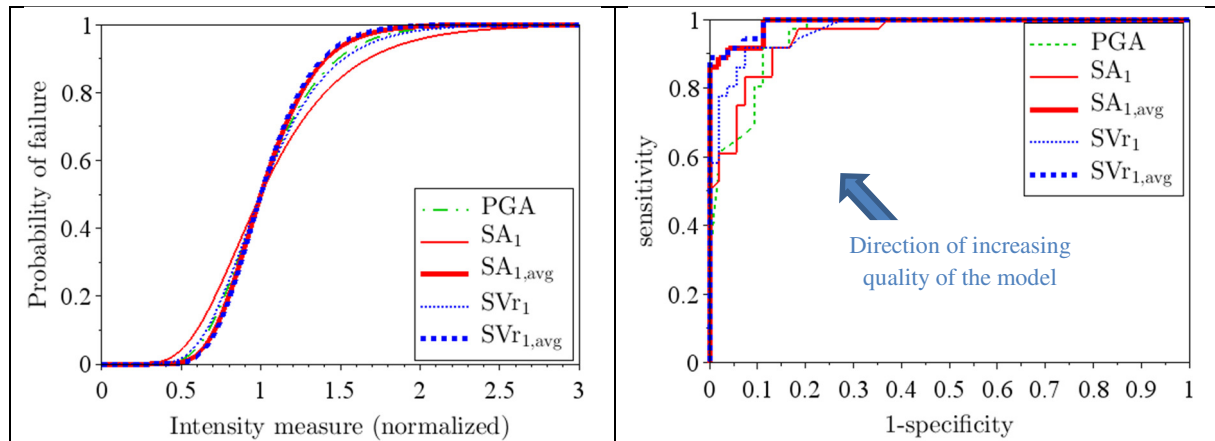 1
0.8
0.6
0.4
0.2
0
Probability of failure
PGA
SA1
SA1,avg
SVr1
SVr1,avg
0 0.5 1 1.5 2 2.5 3
Intensity measure (normalized)
1
0.8
0.6
0.4
0.2
0
sensitivity
PGA
SA1
SA1,avg
SVr1
SVr1,avg
Direction of increasing
quality of the model
0 0.1 0.2 0.3 0.4 0.5 0.6 0.7 0.8 0.9 1
1-specificity